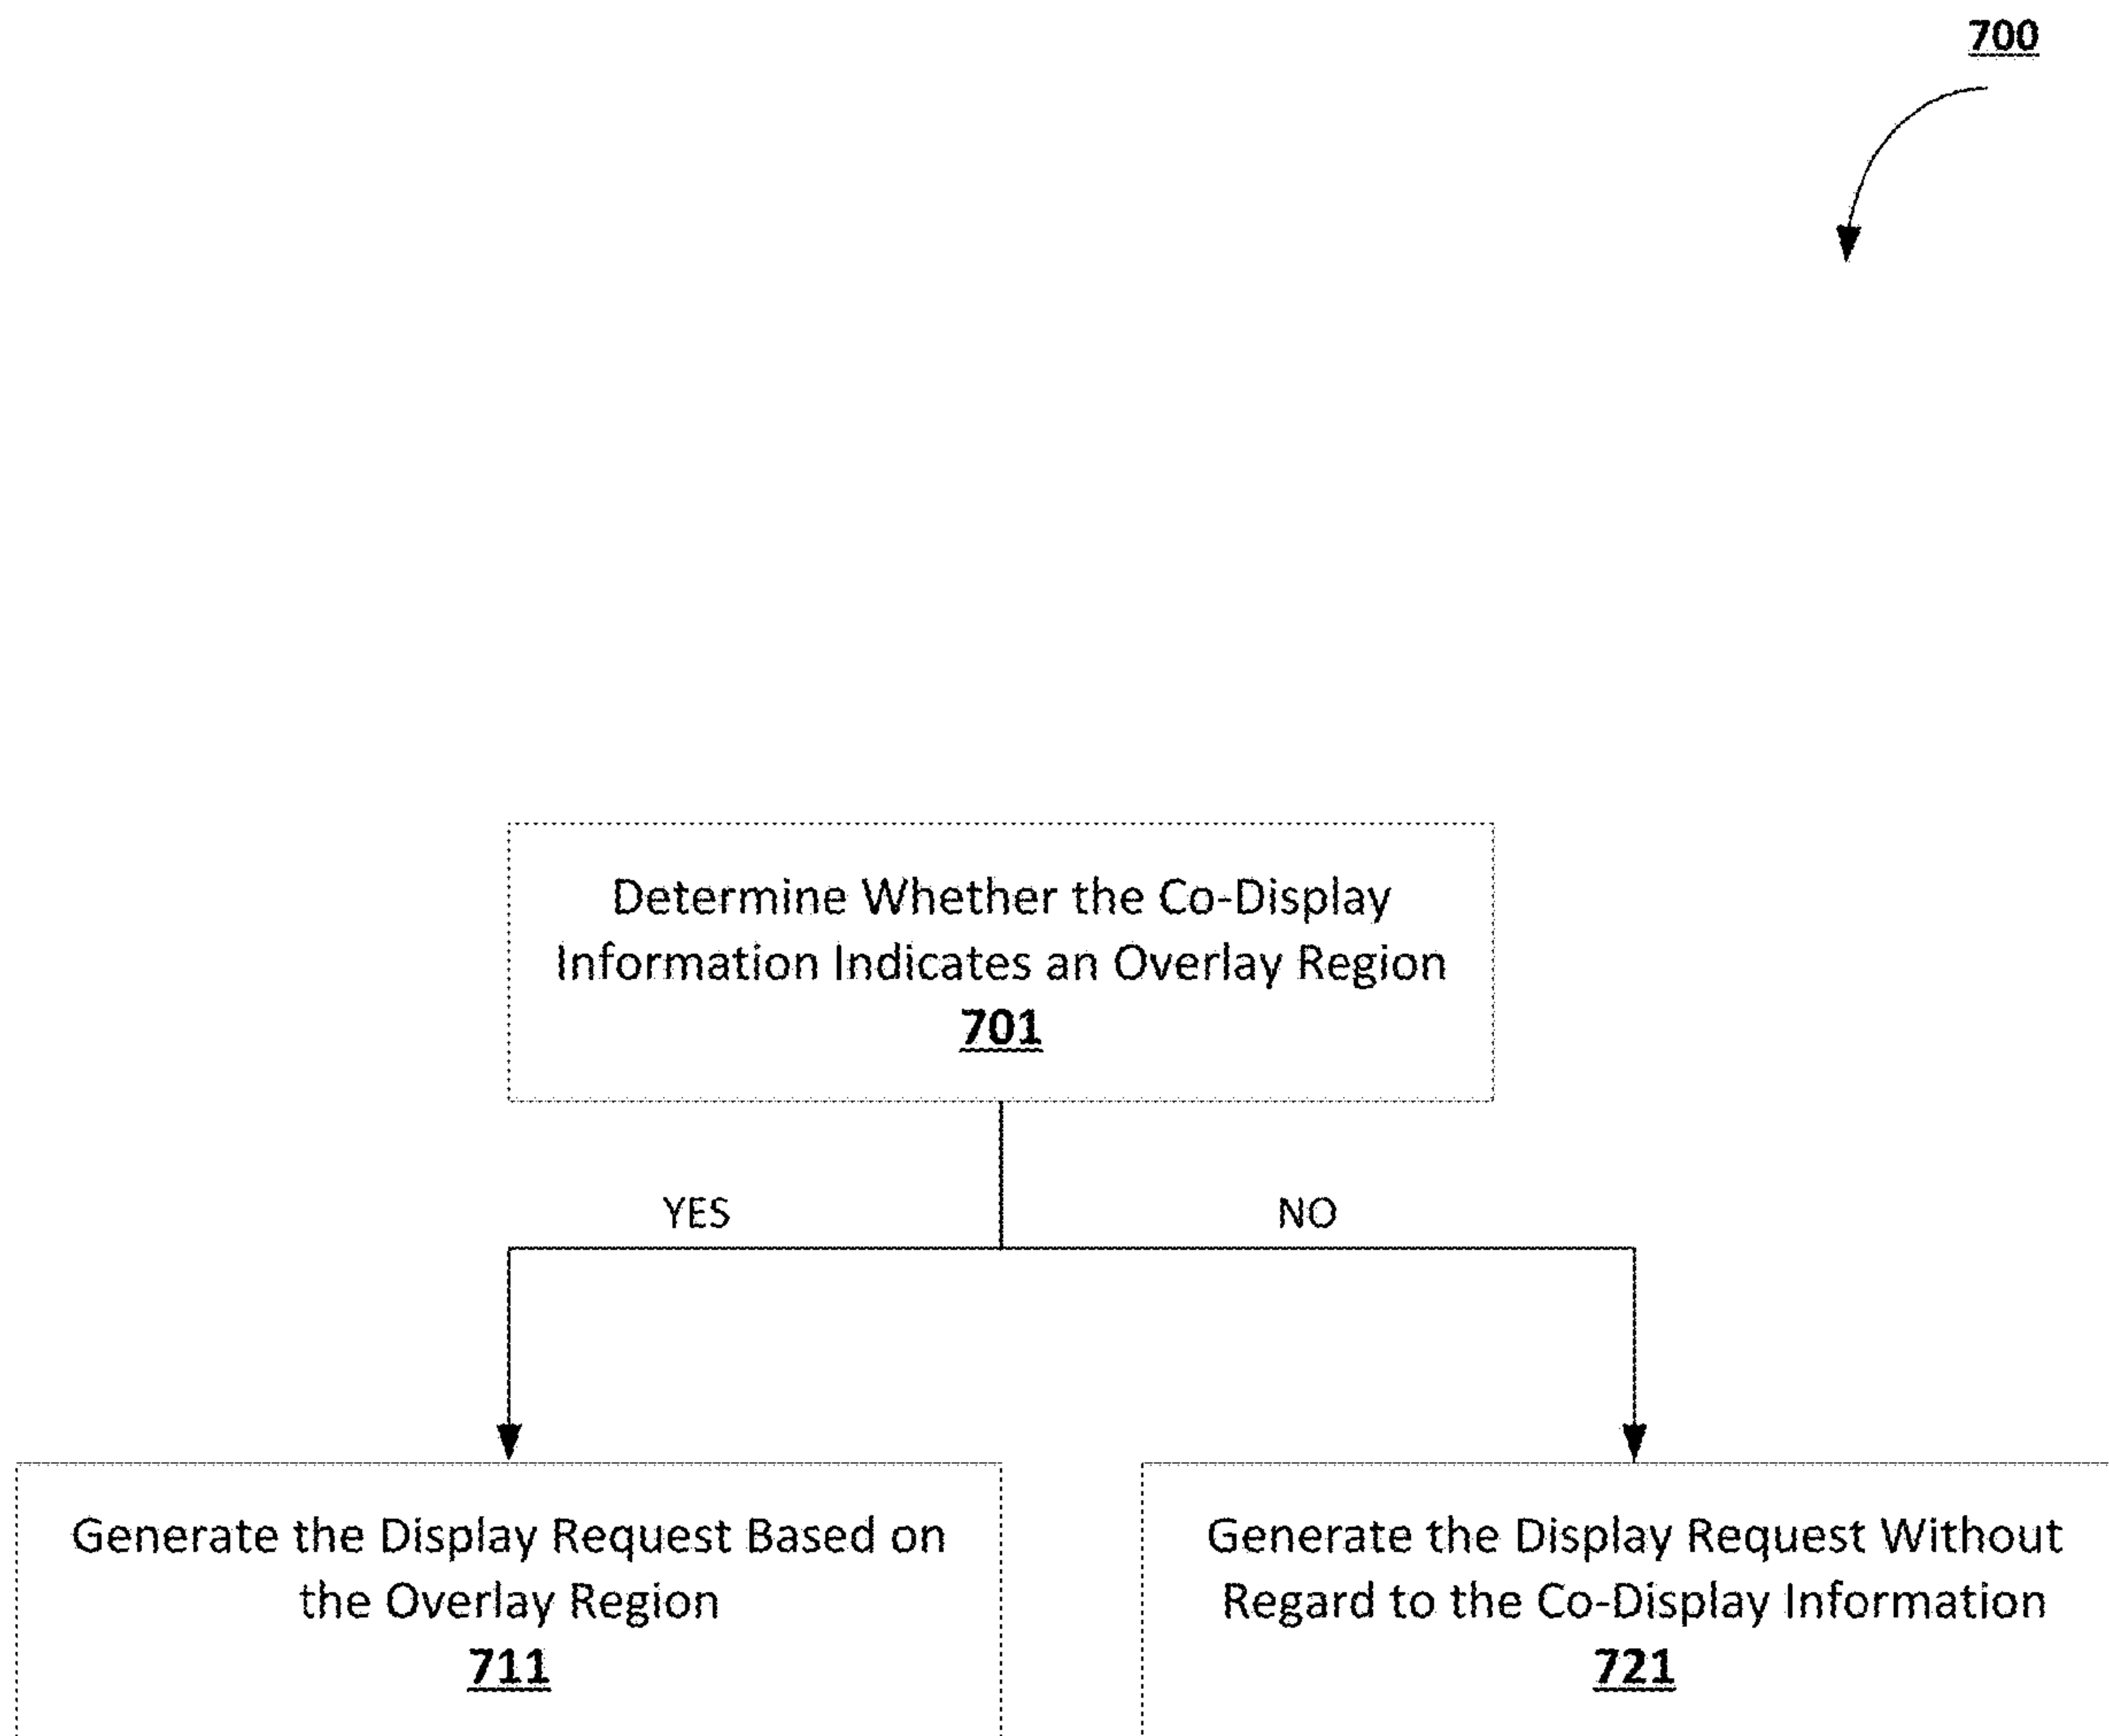 700
Determine Whether the Co-Display
Information Indicates an Overlay Region
701
YES
NO
Generate the Display Request Based on
the Overlay Region
711
Generate the Display Request Without
Regard to the Co-Display Information
721